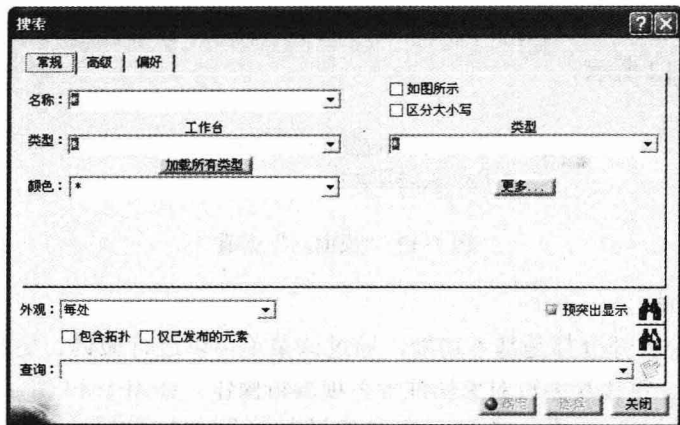 搜索
常规 高级 偏好
名称：* 如图所示
区分大小写
工作台 类型
类型：* *
加载所有类型
颜色：* 更多...
外观：每处 预突出显示
包含拓扑 仅已发布的元素
查询：
选择 关闭